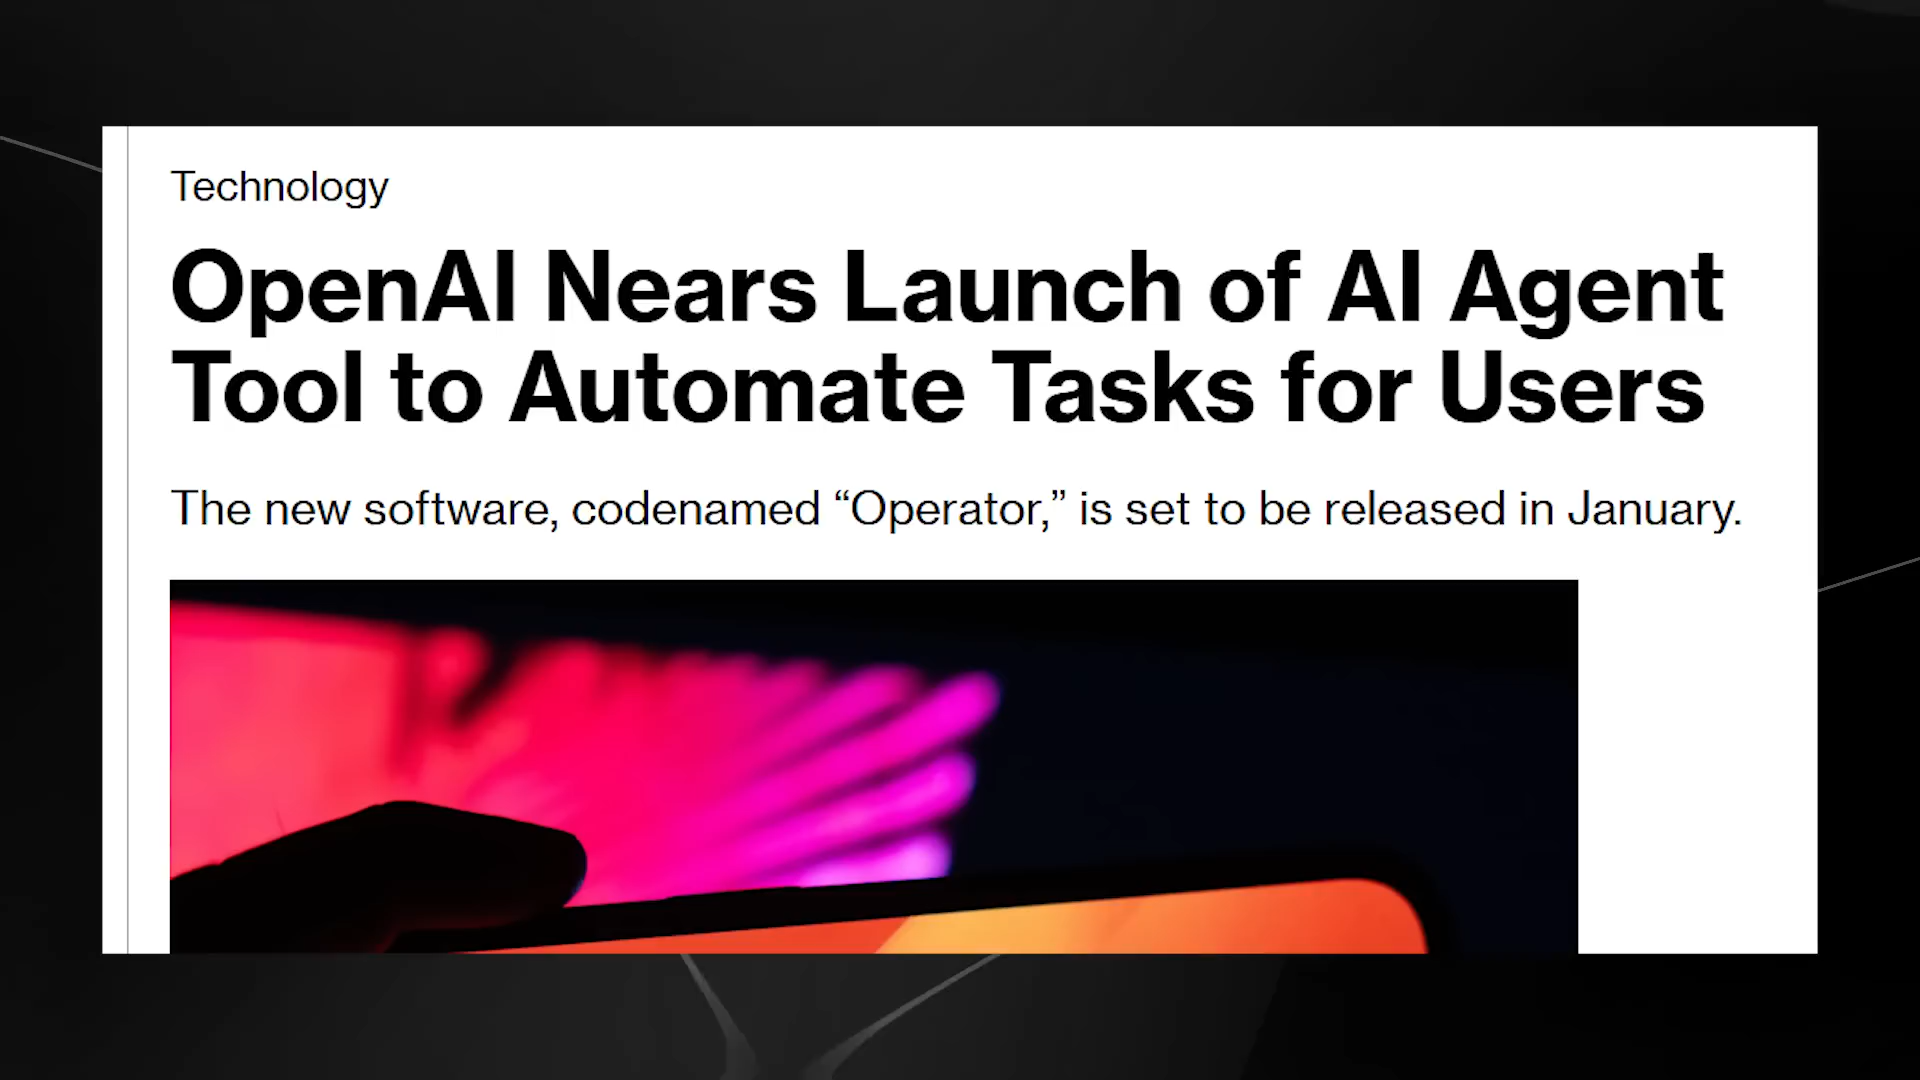 Technology
OpenAI Nears Launch of AI Agent
Tool to Automate Tasks for Users
The new software, codenamed “Operator,” is set to be released in January.